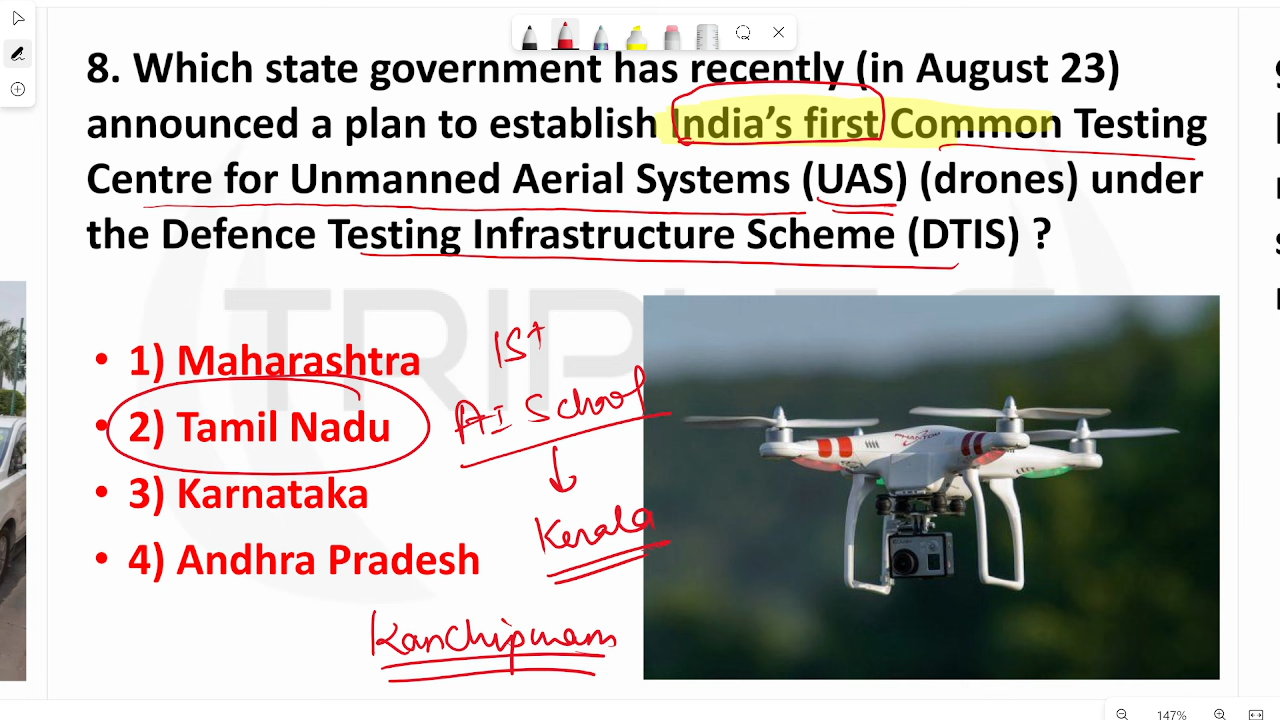 8. Which state government has recently (in August 23)
announced a plan to establish India’s first Common Testing
Centre for Unmanned Aerial Systems (UAS) (drones) under
the Defence Testing Infrastructure Scheme (DTIS) ?
• 1) Maharashtra
• 2) Tamil Nadu
• 3) Karnataka
• 4) Andhra Pradesh
1st
AI School
Kerala
Kanchipuram
PHANTOM
147%